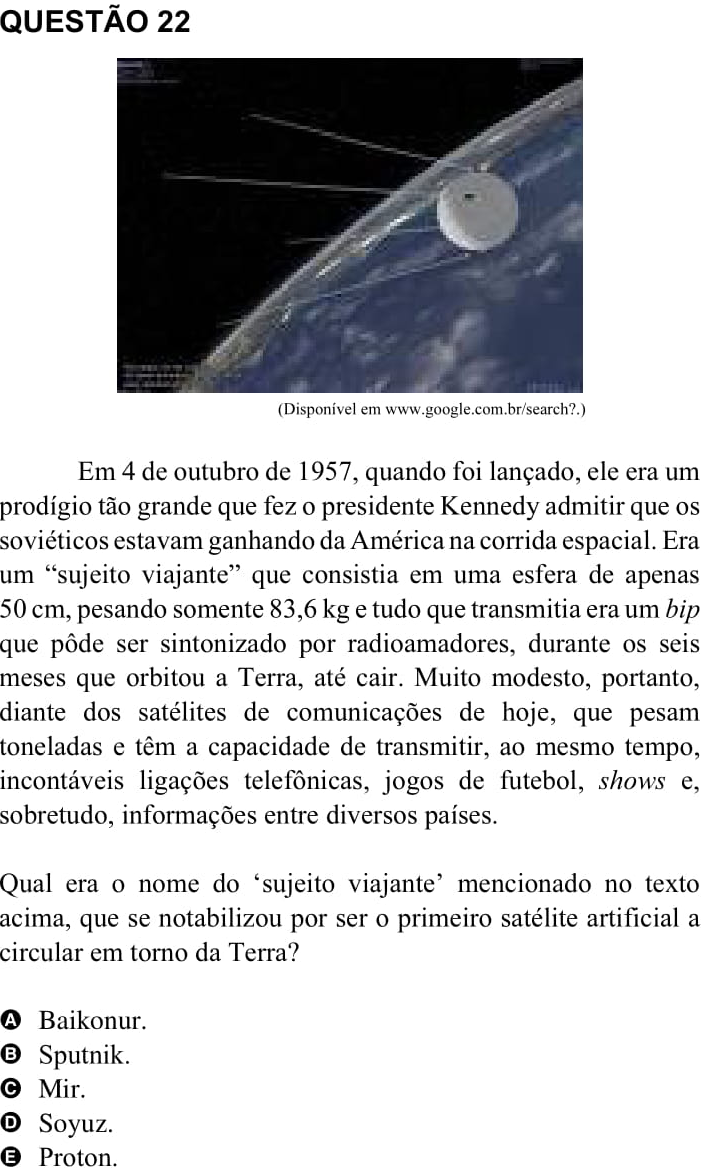 QUESTÃO 22
(Disponível em www.google.com.br/search?.)
Em 4 de outubro de 1957, quando foi lançado, ele era um
prodígio tão grande que fez o presidente Kennedy admitir que os
soviéticos estavam ganhando da América na corrida espacial. Era
um “sujeito viajante” que consistia em uma esfera de apenas
50 cm, pesando somente 83,6 kg e tudo que transmitia era um bip
que pôde ser sintonizado por radioamadores, durante os seis
meses que orbitou a Terra, até cair. Muito modesto, portanto,
diante dos satélites de comunicações de hoje, que pesam
toneladas e têm a capacidade de transmitir, ao mesmo tempo,
incontáveis ligações telefônicas, jogos de futebol, shows e,
sobretudo, informações entre diversos países.
Qual era o nome do ‘sujeito viajante’ mencionado no texto
acima, que se notabilizou por ser o primeiro satélite artificial a
circular em torno da Terra?
A Baikonur.
B Sputnik.
C Mir.
D Soyuz.
E Proton.